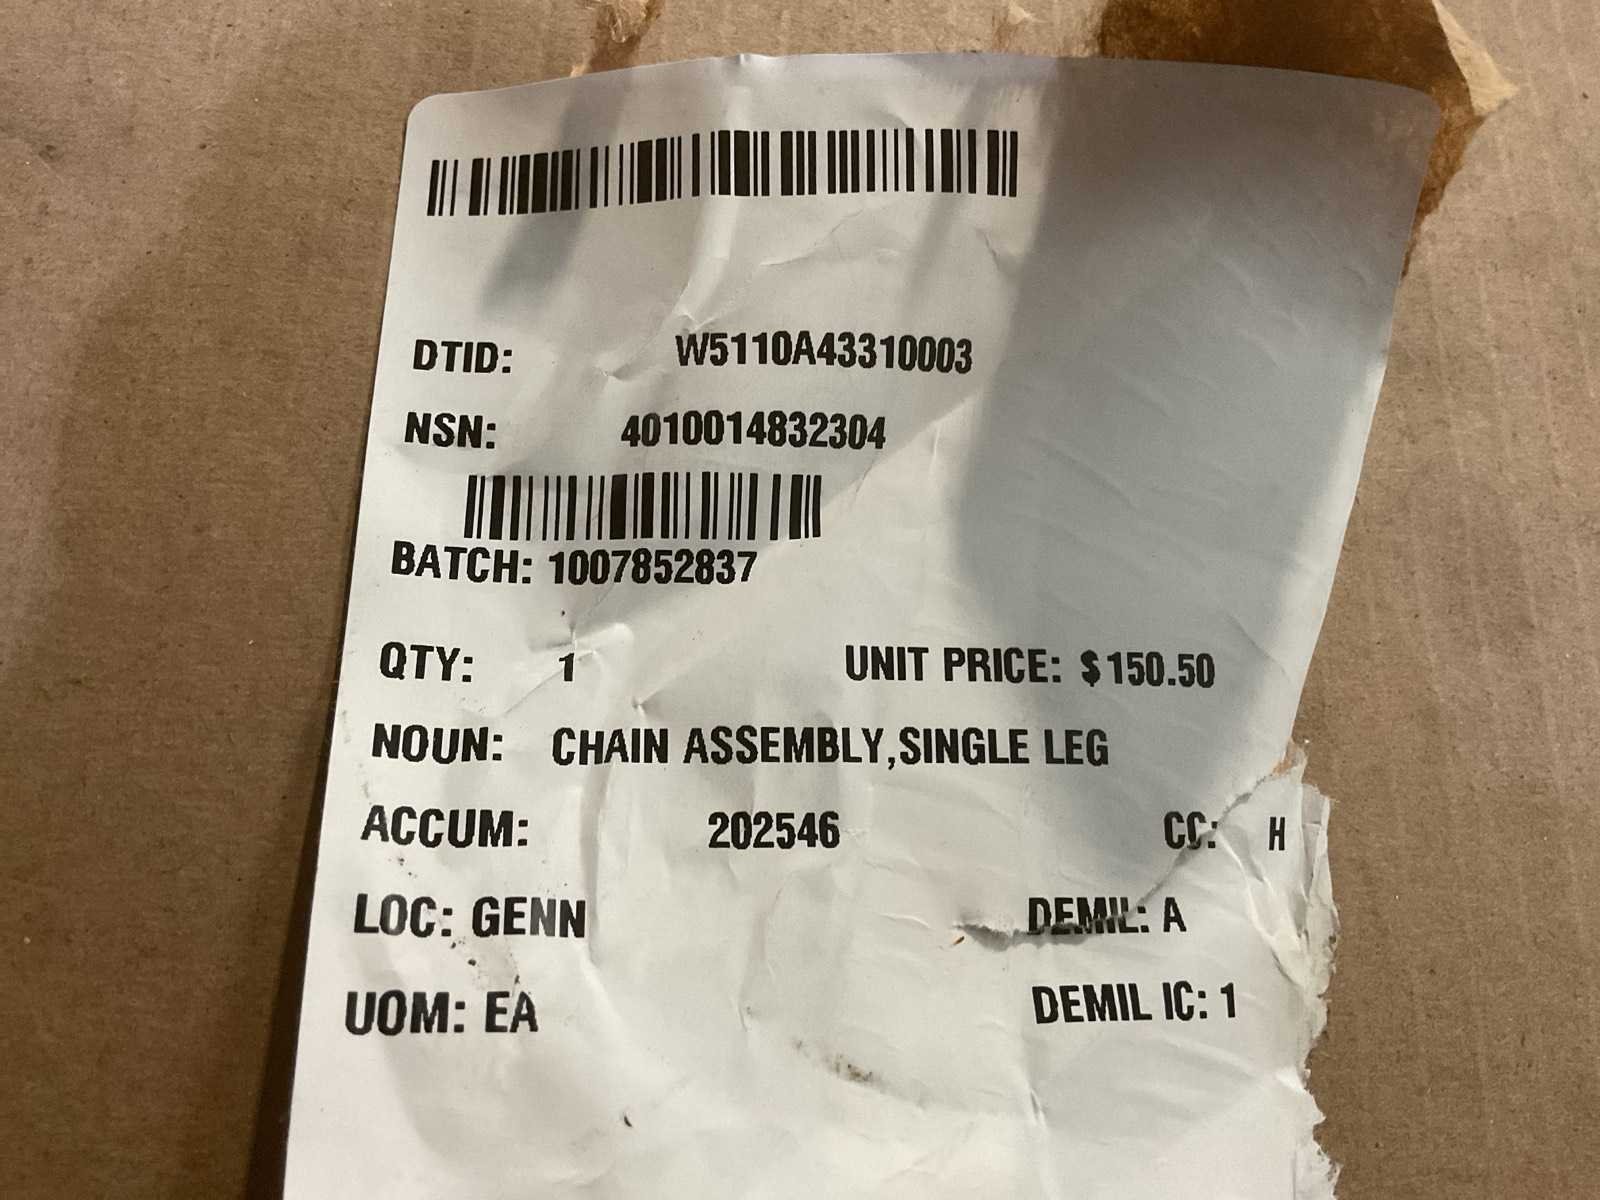 DTID: W5110A43310003
NSN: 4010014832304
BATCH: 1007852837
QTY: 1 UNIT PRICE: $150.50
NOUN: CHAIN ASSEMBLY,SINGLE LEG
ACCUM: 202546 CC: H
LOC: GENN DEMIL: A
UOM: EA DEMIL IC: 1